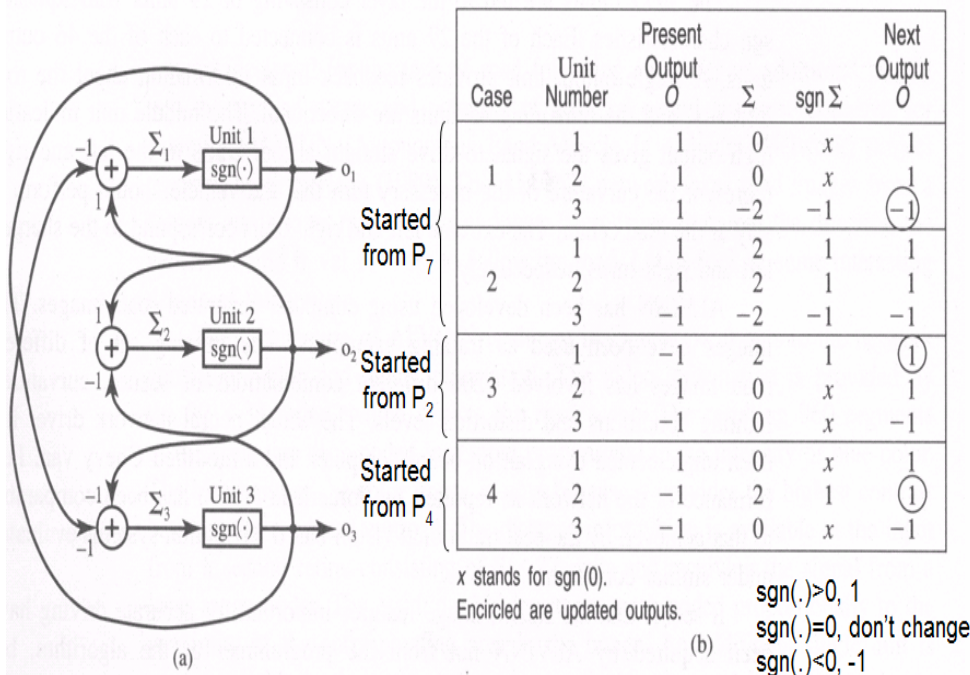 −1 Σ₁ Unit 1
+ sgn(·) o₁
1
1
Σ₂ Unit 2
+ sgn(·) o₂
−1
−1 Σ₃ Unit 3
+ sgn(·) o₃
−1
(a)
Present Next
Unit Output Output
Case Number O Σ sgn Σ O
1 1 0 x 1
1 2 1 0 x 1
3 1 −2 −1 −1
Started
from P₇
1 1 2 1 1
2 2 1 2 1 1
3 −1 −2 −1 −1
Started
from P₂
1 −1 2 1 1
3 2 1 0 x 1
3 −1 0 x −1
Started
from P₄
1 1 0 x 1
4 2 −1 2 1 1
3 −1 0 x −1
x stands for sgn(0).
Encircled are updated outputs.
(b)
sgn(.)>0, 1
sgn(.)=0, don't change
sgn(.)<0, -1